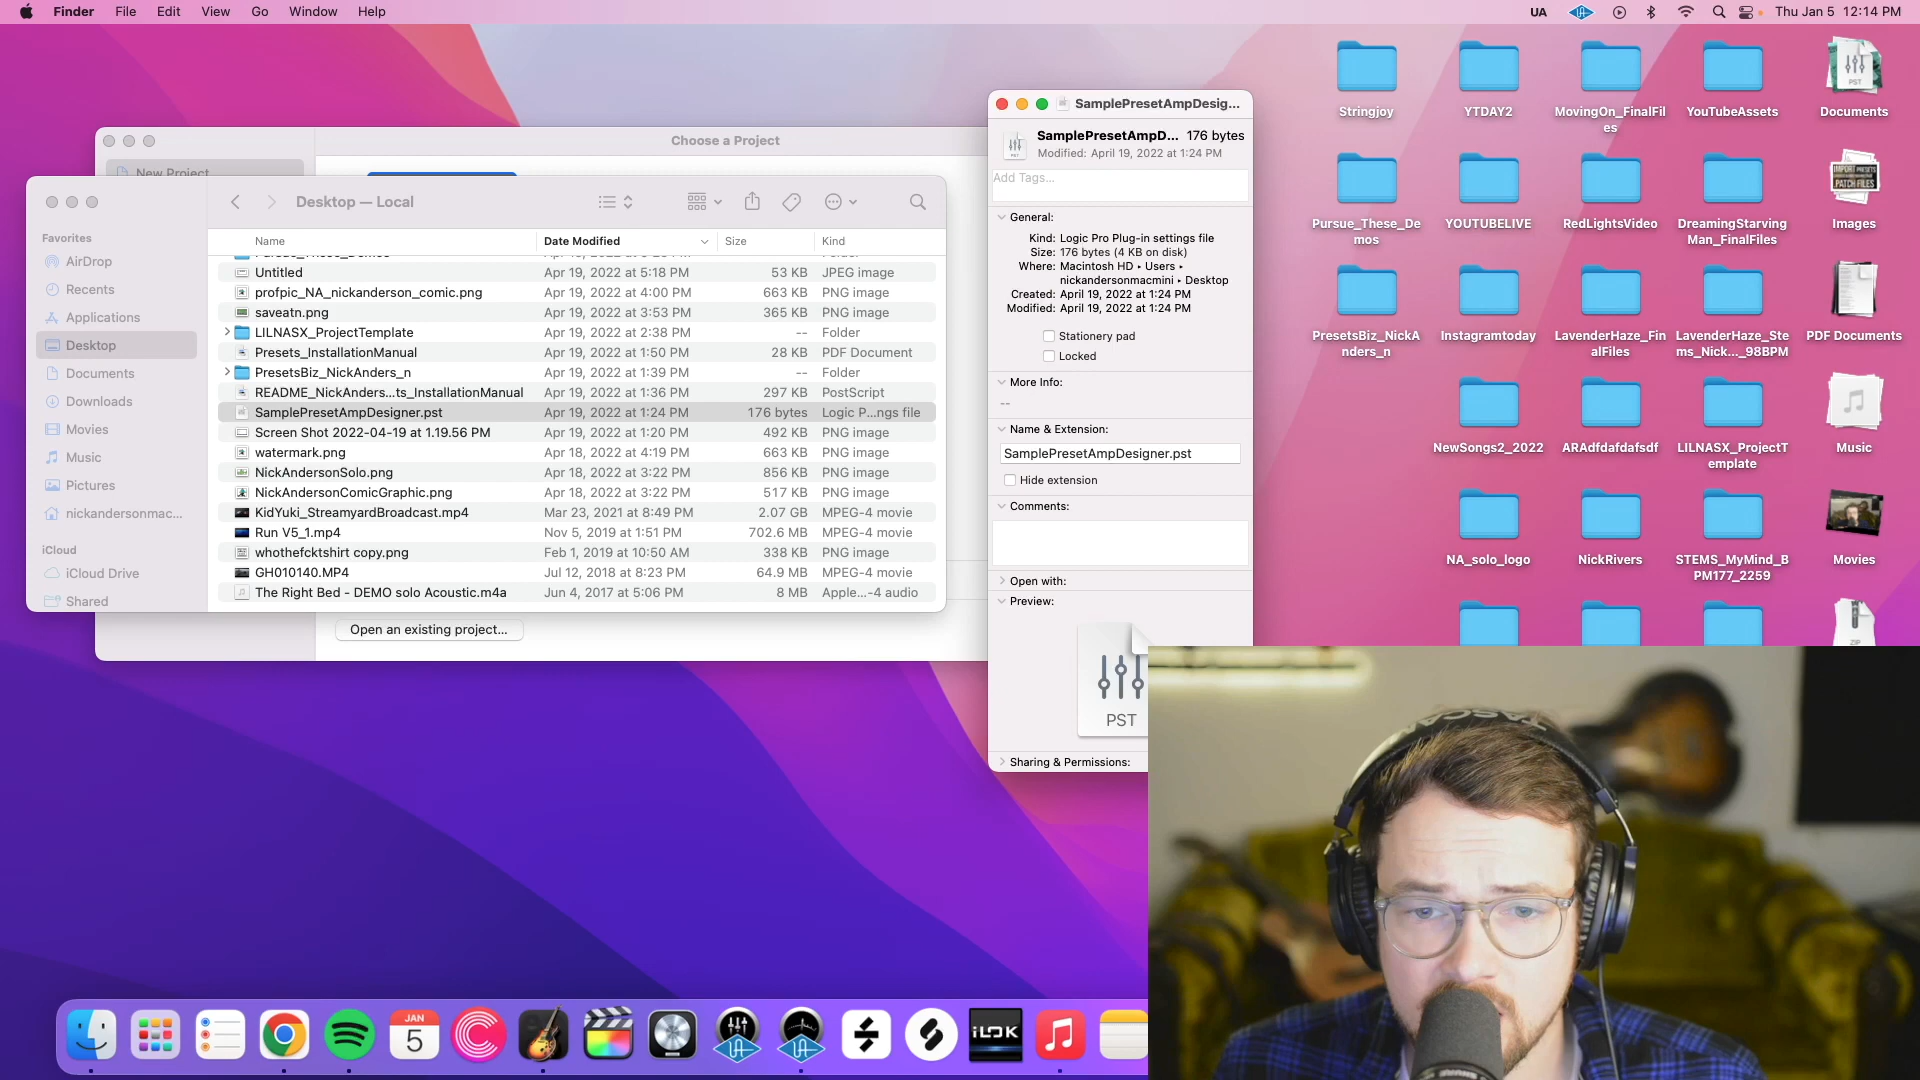 Finder File Edit View Go Window Help
UA
Thu Jan 5 12:14 PM
Choose a Project
New Project
Open an existing project...
Desktop — Local
Favorites
AirDrop
Recents
Applications
Desktop
Documents
Downloads
Movies
Music
Pictures
nickandersonmac...
iCloud
iCloud Drive
Shared
Name Date Modified Size Kind
Untitled Apr 19, 2022 at 5:18 PM 53 KB JPEG image
profpic_NA_nickanderson_comic.png Apr 19, 2022 at 4:00 PM 663 KB PNG image
saveatn.png Apr 19, 2022 at 3:53 PM 365 KB PNG image
LILNASX_ProjectTemplate Apr 19, 2022 at 2:38 PM -- Folder
Presets_InstallationManual Apr 19, 2022 at 1:50 PM 28 KB PDF Document
PresetsBiz_NickAnders_n Apr 19, 2022 at 1:39 PM -- Folder
README_NickAnders...ts_InstallationManual Apr 19, 2022 at 1:36 PM 297 KB PostScript
SamplePresetAmpDesigner.pst Apr 19, 2022 at 1:24 PM 176 bytes Logic P...ngs file
Screen Shot 2022-04-19 at 1.19.56 PM Apr 19, 2022 at 1:20 PM 492 KB PNG image
watermark.png Apr 18, 2022 at 4:19 PM 663 KB PNG image
NickAndersonSolo.png Apr 18, 2022 at 3:22 PM 856 KB PNG image
NickAndersonComicGraphic.png Apr 18, 2022 at 3:22 PM 517 KB PNG image
KidYuki_StreamyardBroadcast.mp4 Mar 23, 2021 at 8:49 PM 2.07 GB MPEG-4 movie
Run V5_1.mp4 Nov 5, 2019 at 1:51 PM 702.6 MB MPEG-4 movie
whothefcktshirt copy.png Feb 1, 2019 at 10:50 AM 338 KB PNG image
GH010140.MP4 Jul 12, 2018 at 8:23 PM 64.9 MB MPEG-4 movie
The Right Bed - DEMO solo Acoustic.m4a Jun 4, 2017 at 5:06 PM 8 MB Apple...-4 audio
SamplePresetAmpDesig...
SamplePresetAmpD... 176 bytes
Modified: April 19, 2022 at 1:24 PM
Add Tags...
General:
Kind: Logic Pro Plug-in settings file
Size: 176 bytes (4 KB on disk)
Where: Macintosh HD ▸ Users ▸
nickandersonmacmini ▸ Desktop
Created: April 19, 2022 at 1:24 PM
Modified: April 19, 2022 at 1:24 PM
Stationery pad
Locked
More Info:
--
Name & Extension:
SamplePresetAmpDesigner.pst
Hide extension
Comments:
Open with:
Preview:
PST
Sharing & Permissions:
Stringjoy
YTDAY2
MovingOn_FinalFil
es
YouTubeAssets
PST
Documents
Pursue_These_De
mos
YOUTUBELIVE
RedLightsVideo
DreamingStarving
Man_FinalFiles
IMPORT PRESETS
PATCH FILES
Images
PresetsBiz_NickA
nders_n
Instagramtoday
LavenderHaze_Fin
alFiles
LavenderHaze_Ste
ms_Nick..._98BPM
PDF Documents
NewSongs2_2022
ARAdfdafdafsdf
LILNASX_ProjectT
emplate
Music
NA_solo_logo
NickRivers
STEMS_MyMind_B
PM177_2259
Movies
ZIP
JAN
5
iLOK
TASCAM